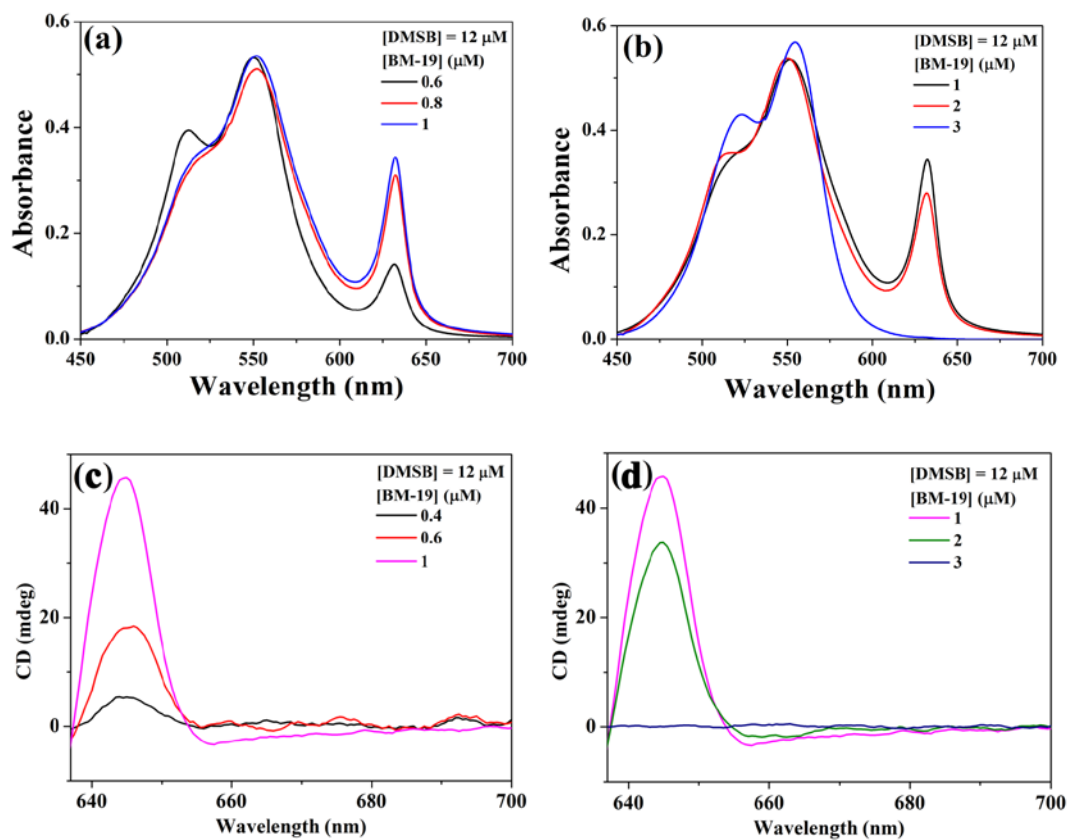 (a)
[DMSB] = 12 μM
[BM-19] (μM)
0.6
0.8
1
Absorbance
0.6
0.4
0.2
0.0
450 500 550 600 650 700
Wavelength (nm)
(b)
[DMSB] = 12 μM
[BM-19] (μM)
1
2
3
Absorbance
0.6
0.4
0.2
0.0
450 500 550 600 650 700
Wavelength (nm)
(c)
[DMSB] = 12 μM
[BM-19] (μM)
0.4
0.6
1
CD (mdeg)
40
20
0
640 660 680 700
Wavelength (nm)
(d)
[DMSB] = 12 μM
[BM-19] (μM)
1
2
3
CD (mdeg)
40
20
0
640 660 680 700
Wavelength (nm)